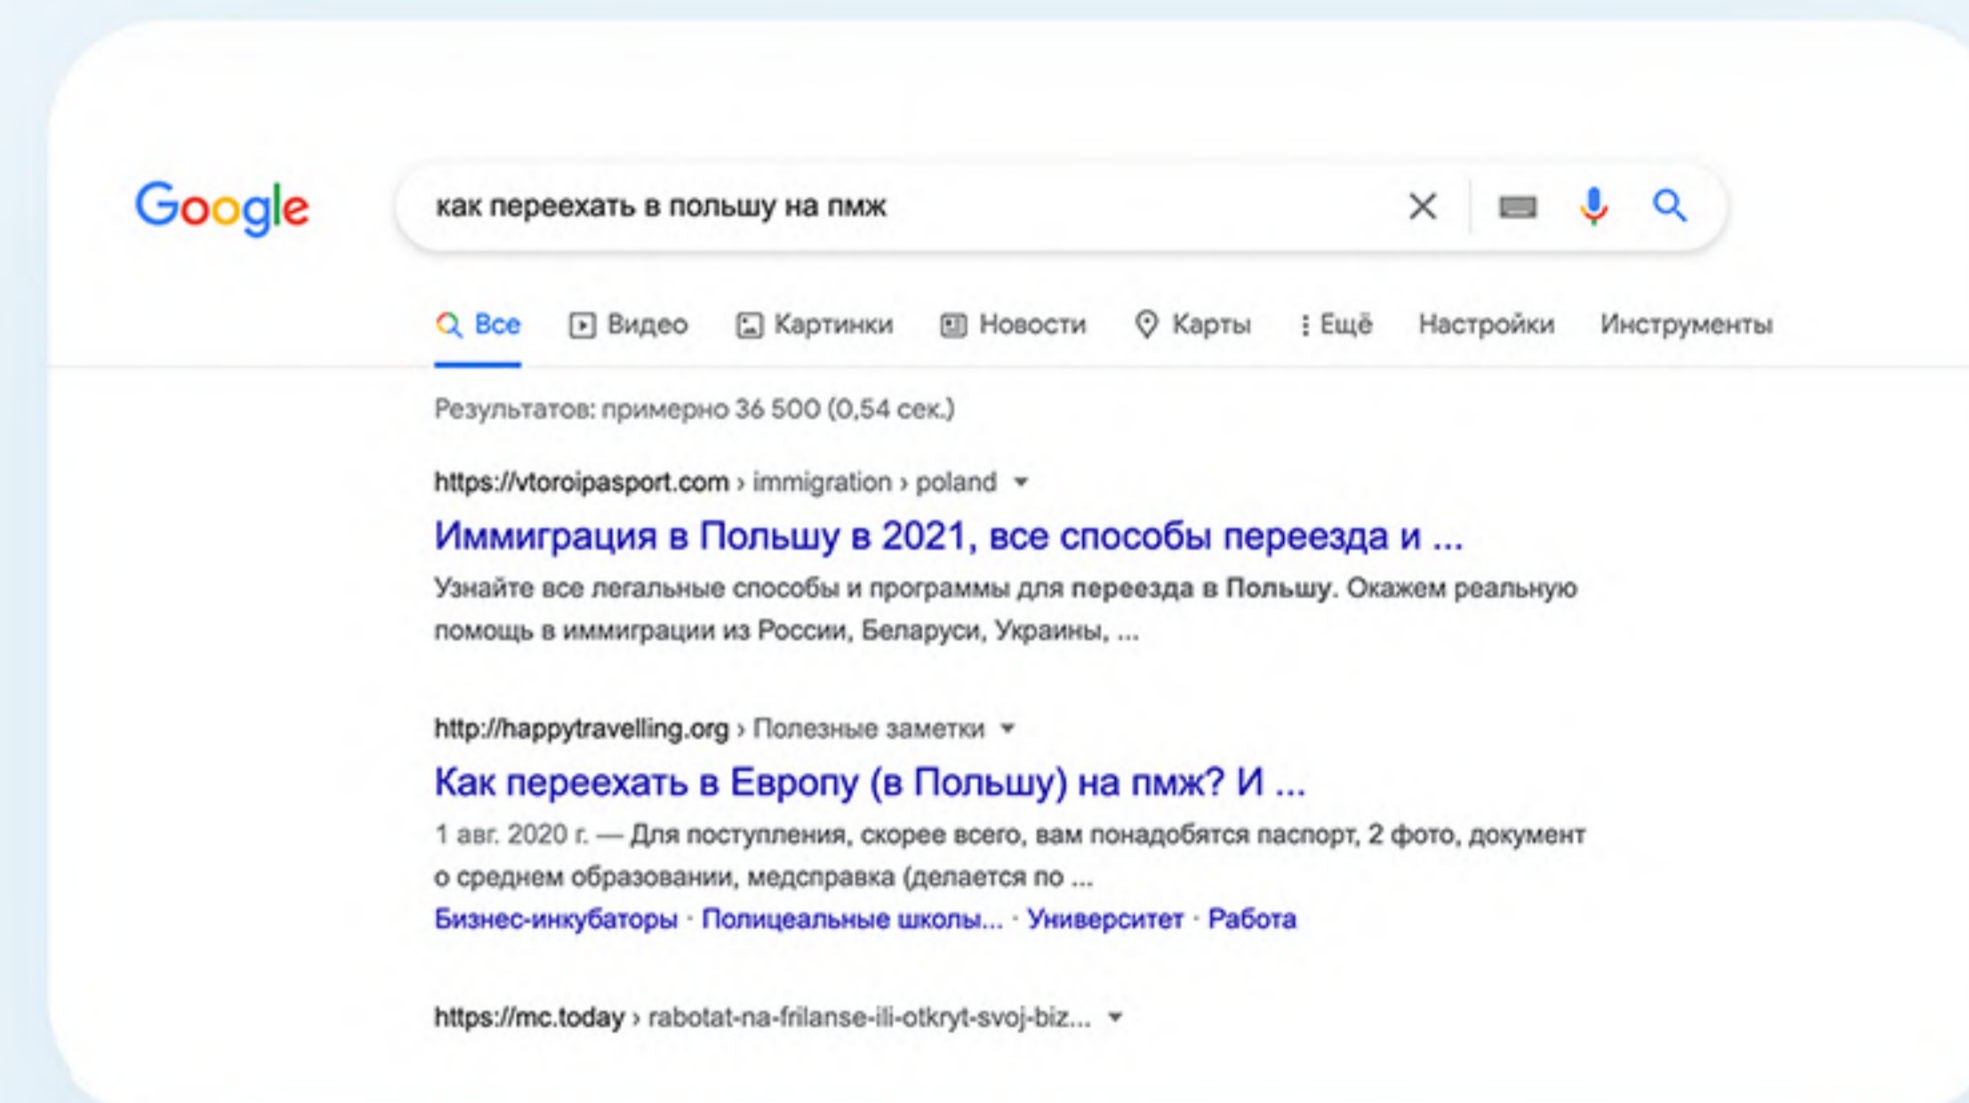 Google
как переехать в польшу на пмж
Все Видео Картинки Новости Карты Ещё Настройки Инструменты
Результатов: примерно 36 500 (0,54 сек.)
https://vtoroipasport.com › immigration › poland
Иммиграция в Польшу в 2021, все способы переезда и ...
Узнайте все легальные способы и программы для переезда в Польшу. Окажем реальную
помощь в иммиграции из России, Беларуси, Украины, ...
http://happytravelling.org › Полезные заметки
Как переехать в Европу (в Польшу) на пмж? И ...
1 авг. 2020 г. — Для поступления, скорее всего, вам понадобятся паспорт, 2 фото, документ
о среднем образовании, медсправка (делается по ...
Бизнес-инкубаторы · Полицеальные школы... · Университет · Работа
https://mc.today › rabotat-na-frilanse-ili-otkryt-svoj-biz...